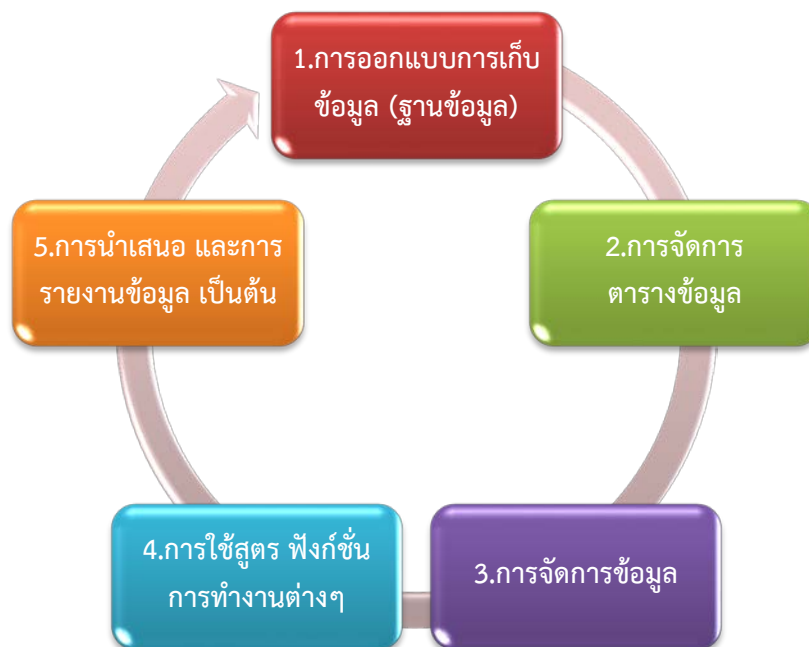 1.การออกแบบการเก็บ
ข้อมูล (ฐานข้อมูล)
2.การจัดการ
ตารางข้อมูล
3.การจัดการข้อมูล
4.การใช้สูตร ฟังก์ชั่น
การทำงานต่างๆ
5.การนำเสนอ และการ
รายงานข้อมูล เป็นต้น